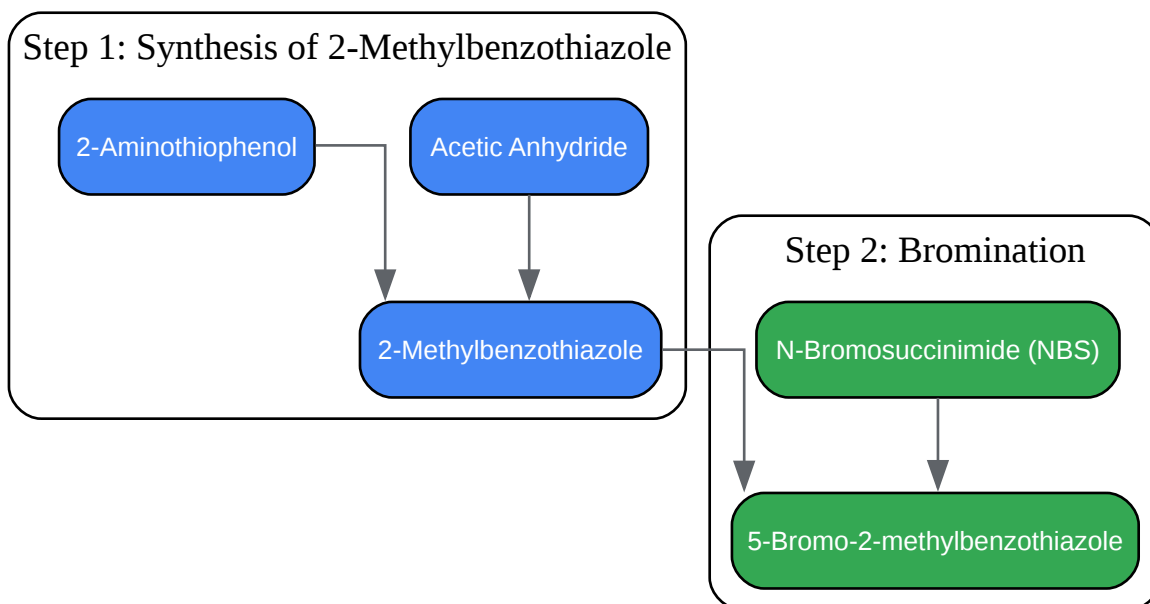 Step 1: Synthesis of 2-Methylbenzothiazole
2-Aminothiophenol
Acetic Anhydride
2-Methylbenzothiazole
Step 2: Bromination
N-Bromosuccinimide (NBS)
5-Bromo-2-methylbenzothiazole